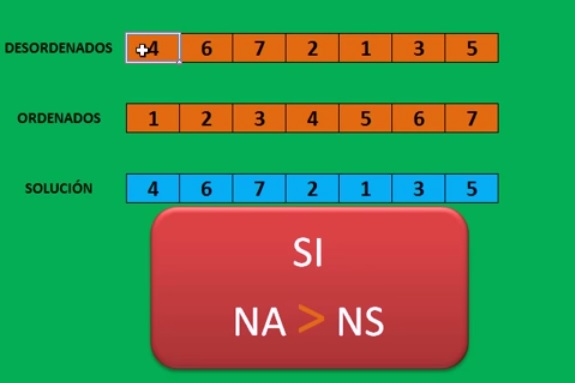 DESORDENADOS 4 6 7 2 1 3 5
ORDENADOS 1 2 3 4 5 6 7
SOLUCIÓN 4 6 7 2 1 3 5
SI
NA > NS